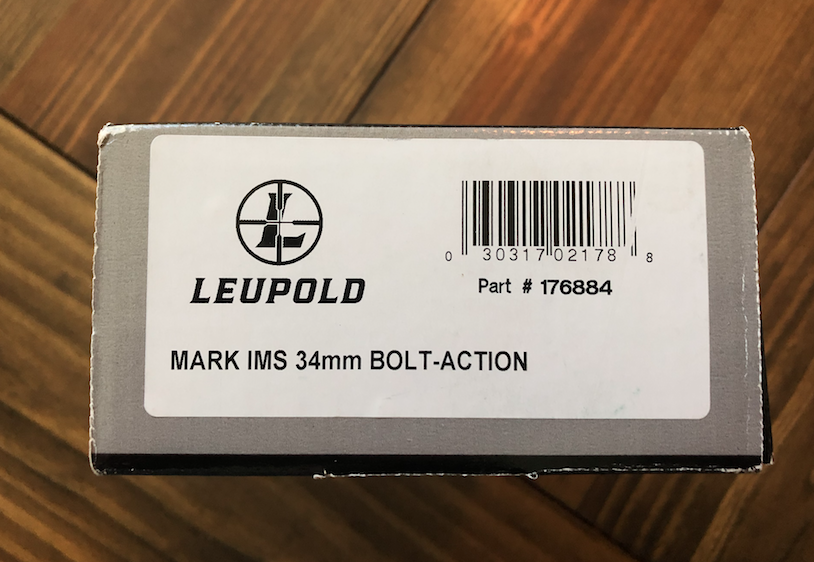 L
LEUPOLD
0 30317 02178 8
Part # 176884
MARK IMS 34mm BOLT-ACTION